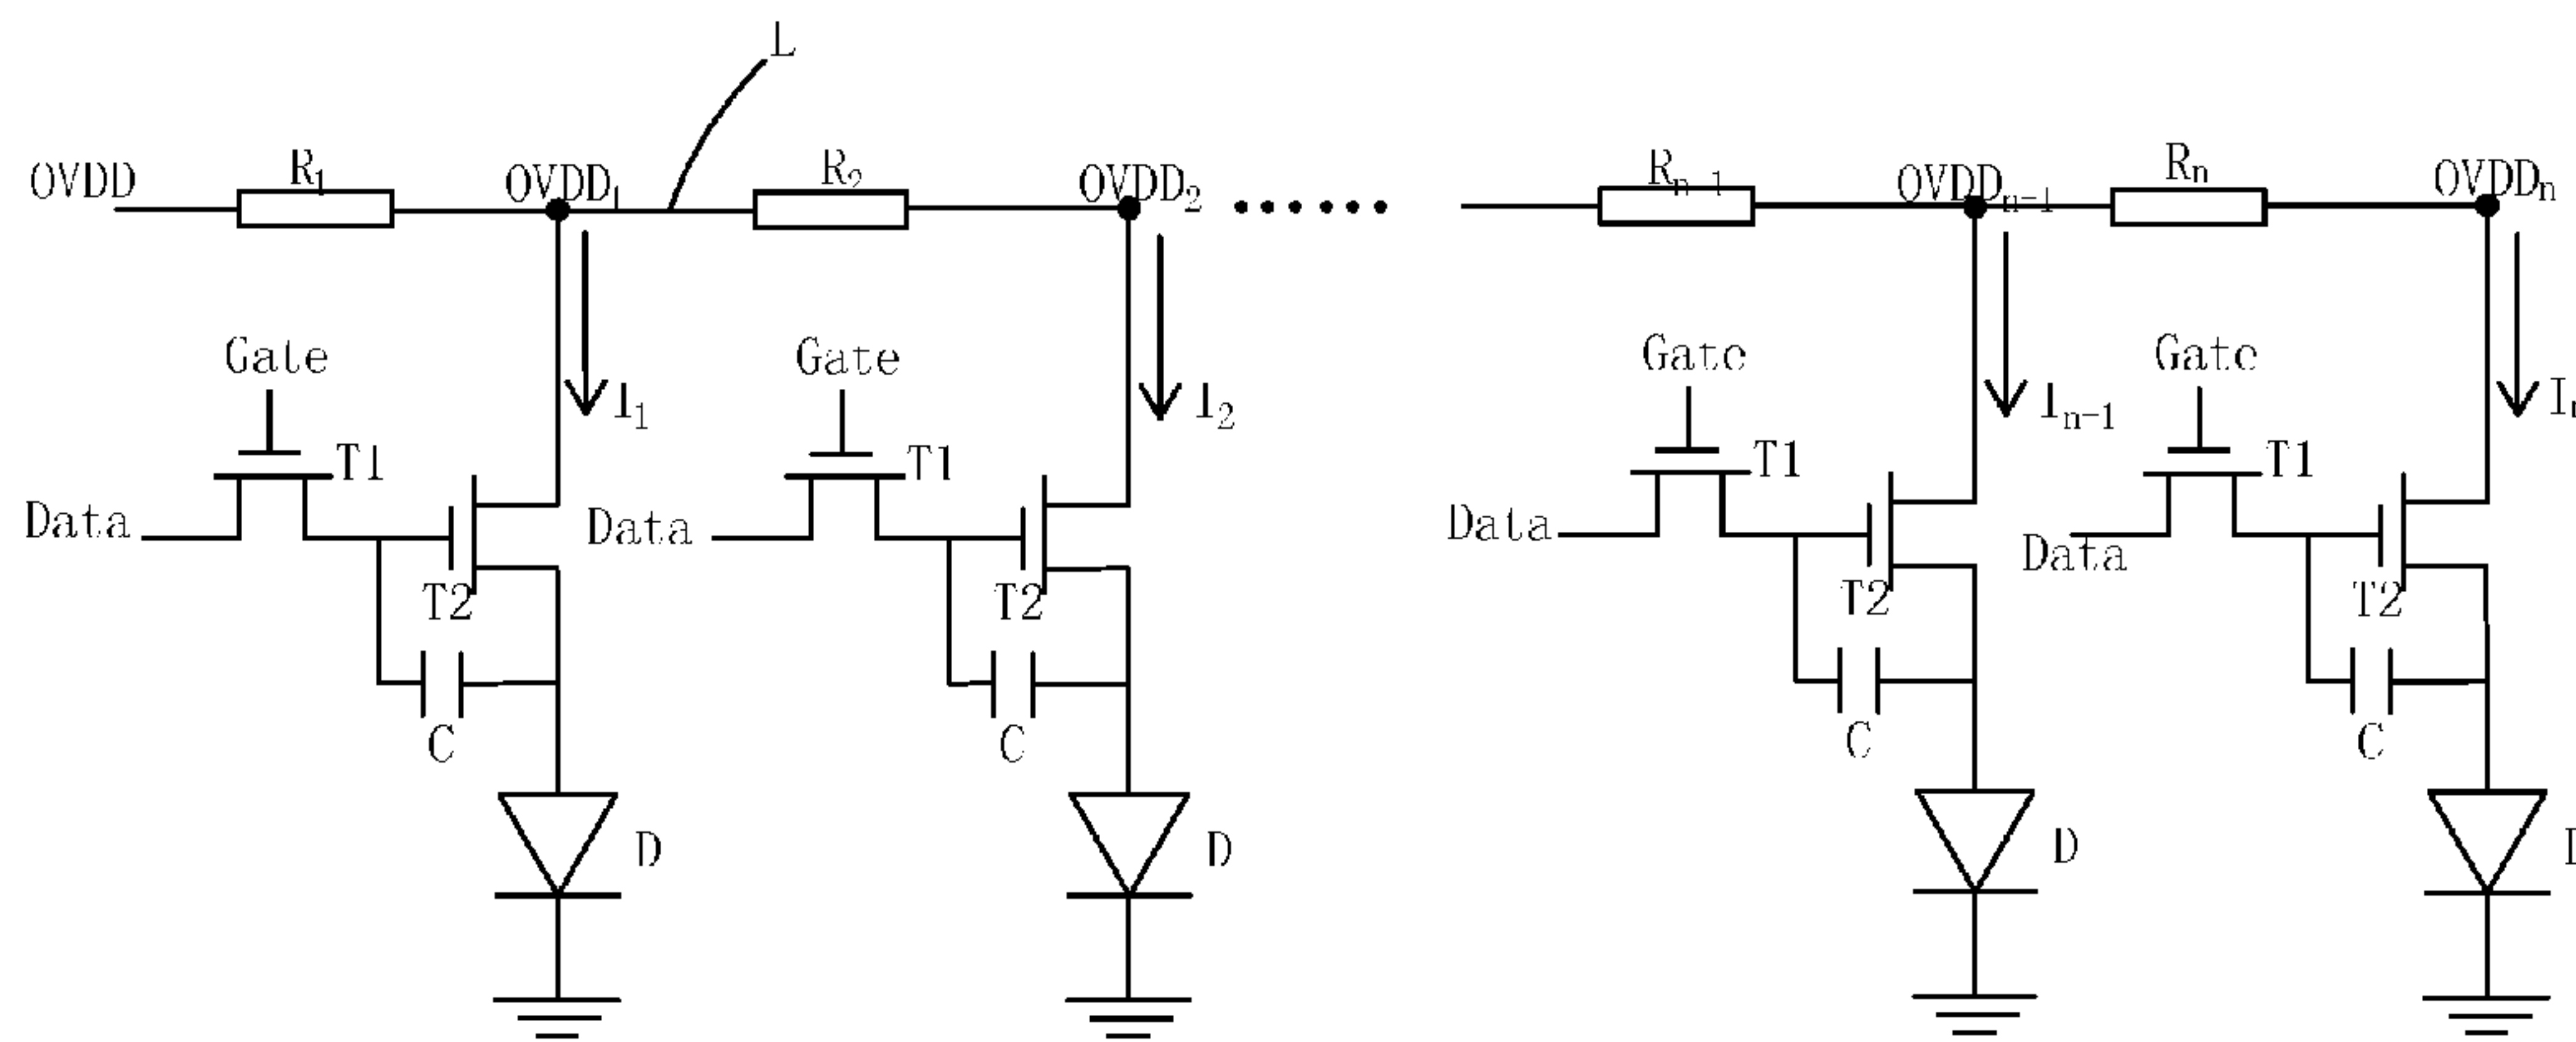 L
OVDD R1 OVDD1 R2 OVDD2 Rn-1 OVDDn-1 Rn OVDDn
Gate Gate Gate Gate
I1 I2 In-1
T1 T1 T1 T1
Data Data Data Data
T2 T2 T2 T2
C C C C
D D D